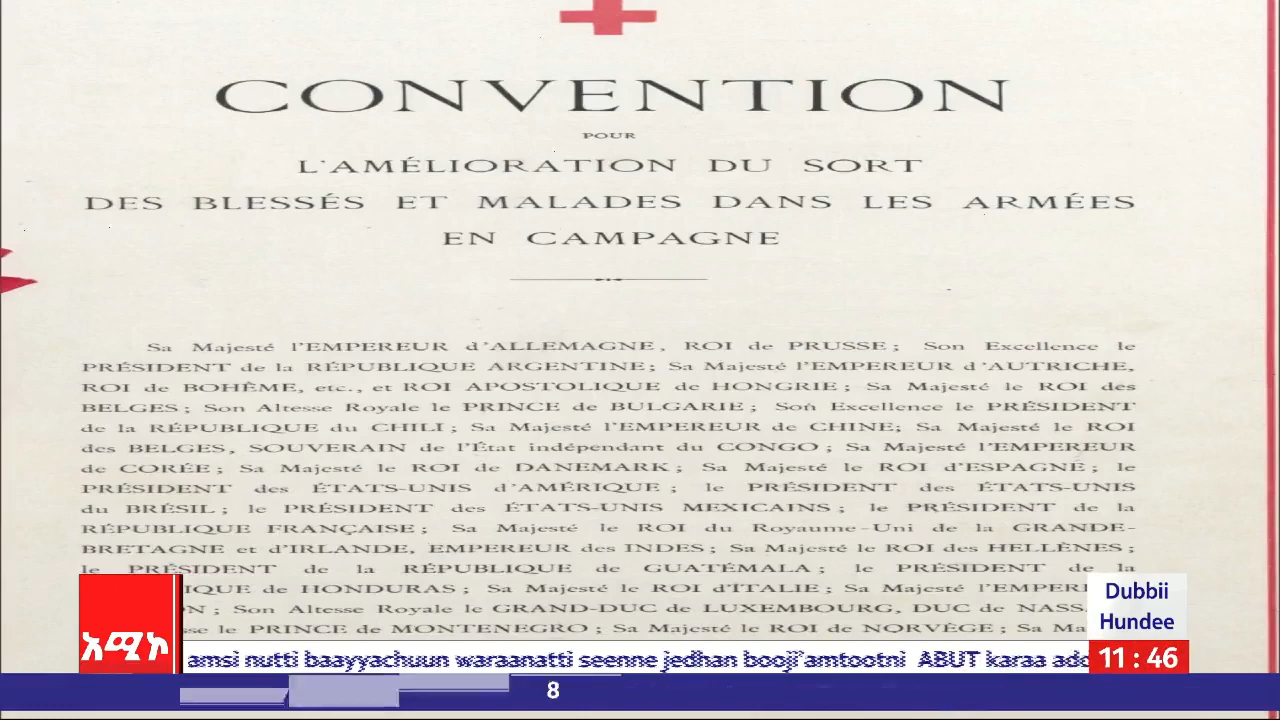 CONVENTION
POUR
L'AMÉLIORATION DU SORT
DES BLESSÉS ET MALADES DANS LES ARMÉES
EN CAMPAGNE
Sa Majesté l'EMPEREUR d'ALLEMAGNE, ROI de PRUSSE; Son Excellence le
PRÉSIDENT de la RÉPUBLIQUE ARGENTINE; Sa Majesté l'EMPEREUR d'AUTRICHE,
ROI de BOHÈME, etc., et ROI APOSTOLIQUE de HONGRIE; Sa Majesté le ROI des
BELGES; Son Altesse Royale le PRINCE de BULGARIE; Son Excellence le PRÉSIDENT
de la RÉPUBLIQUE du CHILI; Sa Majesté l'EMPEREUR de CHINE; Sa Majesté le ROI
des BELGES, SOUVERAIN de l'État indépendant du CONGO; Sa Majesté l'EMPEREUR
de CORÉE; Sa Majesté le ROI de DANEMARK; Sa Majesté le ROI d'ESPAGNE; le
PRÉSIDENT des ÉTATS-UNIS d'AMÉRIQUE; le PRÉSIDENT des ÉTATS-UNIS
du BRÉSIL; le PRÉSIDENT des ÉTATS-UNIS MEXICAINS; le PRÉSIDENT de la
RÉPUBLIQUE FRANÇAISE; Sa Majesté le ROI du Royaume-Uni de la GRANDE-
BRETAGNE et d'IRLANDE, EMPEREUR des INDES; Sa Majesté le ROI des HELLÈNES;
le PRÉSIDENT de la RÉPUBLIQUE de GUATÉMALA; le PRÉSIDENT de la
IQUE de HONDURAS; Sa Majesté le ROI d'ITALIE; Sa Majesté l'EMPERE
N; Son Altesse Royale le GRAND-DUC de LUXEMBOURG, DUC de NASS
se le PRINCE de MONTENEGRO; Sa Majesté le ROI de NORVÈGE; Sa Ma
Dubbii
Hundee
አሚኮ
amsi nutti baayyachuus waraanatti seenne jedhan booji'amtootni ABUT karaa ado
11:46
8